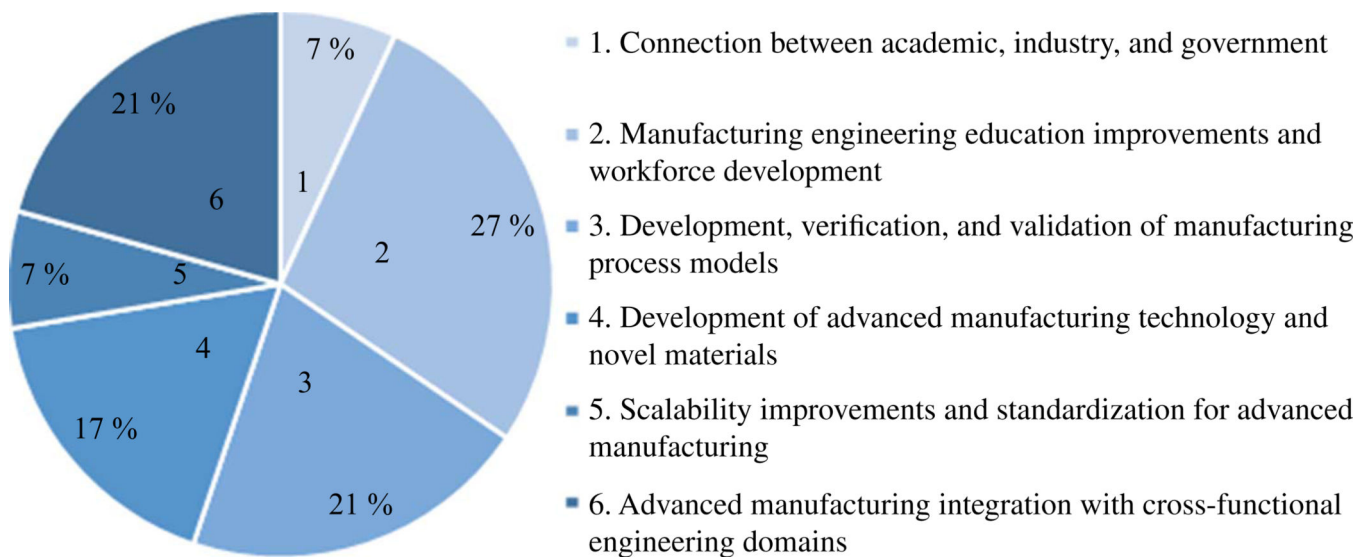 7 %
21 %
1
6
2
27 %
5
7 %
4
3
17 %
21 %
1. Connection between academic, industry, and government
2. Manufacturing engineering education improvements and
workforce development
3. Development, verification, and validation of manufacturing
process models
4. Development of advanced manufacturing technology and
novel materials
5. Scalability improvements and standardization for advanced
manufacturing
6. Advanced manufacturing integration with cross-functional
engineering domains